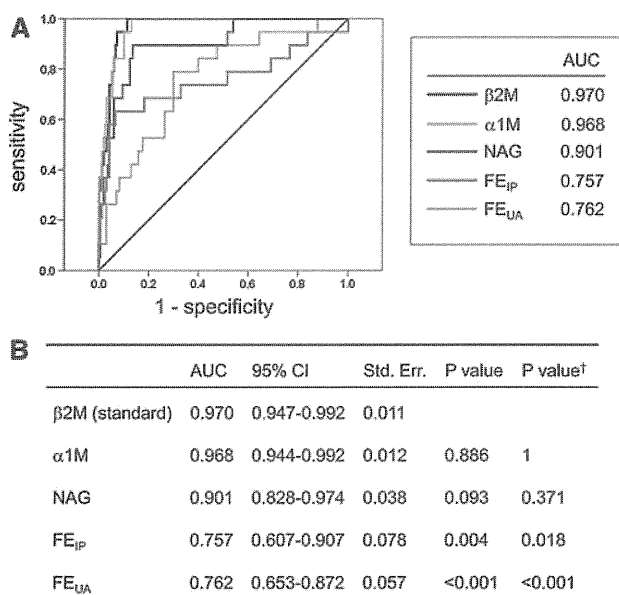 A
1.0
0.8
0.6
0.4
0.2
0.0
sensitivity
0.0 0.2 0.4 0.6 0.8 1.0
1 - specificity
AUC
β2M 0.970
α1M 0.968
NAG 0.901
FEIP 0.757
FEUA 0.762
B
AUC 95% CI Std. Err. P value P value†
β2M (standard) 0.970 0.947-0.992 0.011
α1M 0.968 0.944-0.992 0.012 0.886 1
NAG 0.901 0.828-0.974 0.038 0.093 0.371
FEIP 0.757 0.607-0.907 0.078 0.004 0.018
FEUA 0.762 0.653-0.872 0.057 <0.001 <0.001